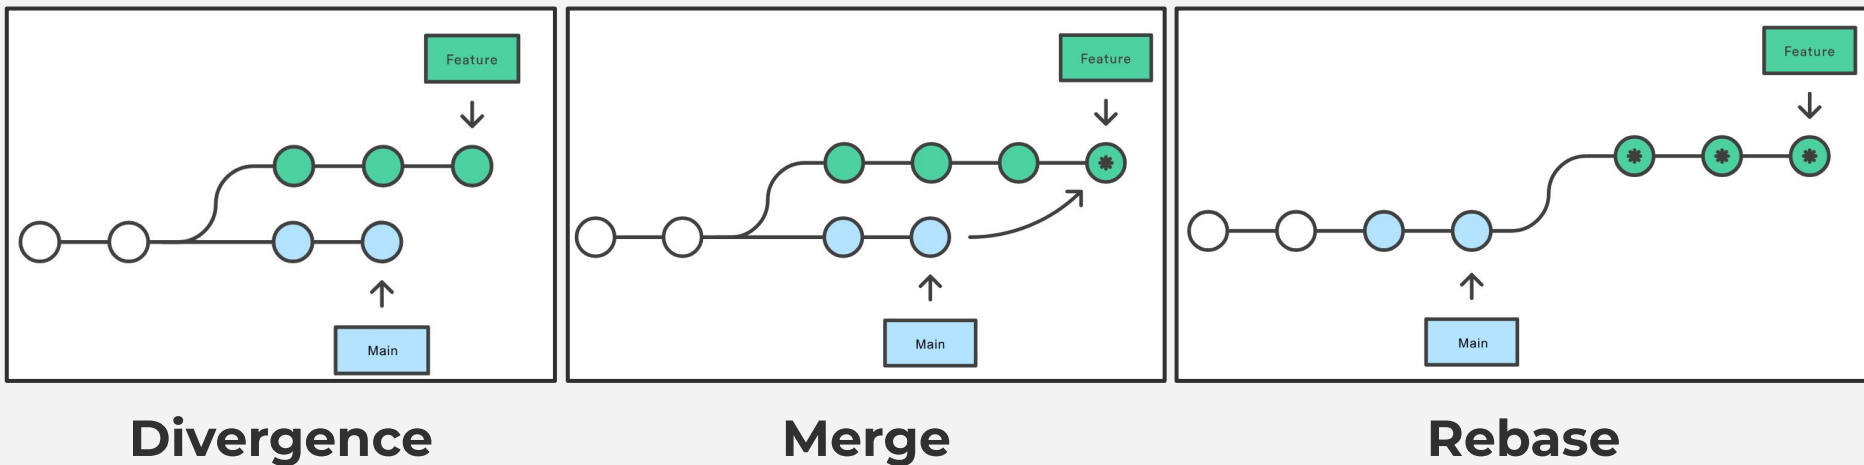 Feature
Main
Divergence
Feature
Main
Merge
Feature
Main
Rebase